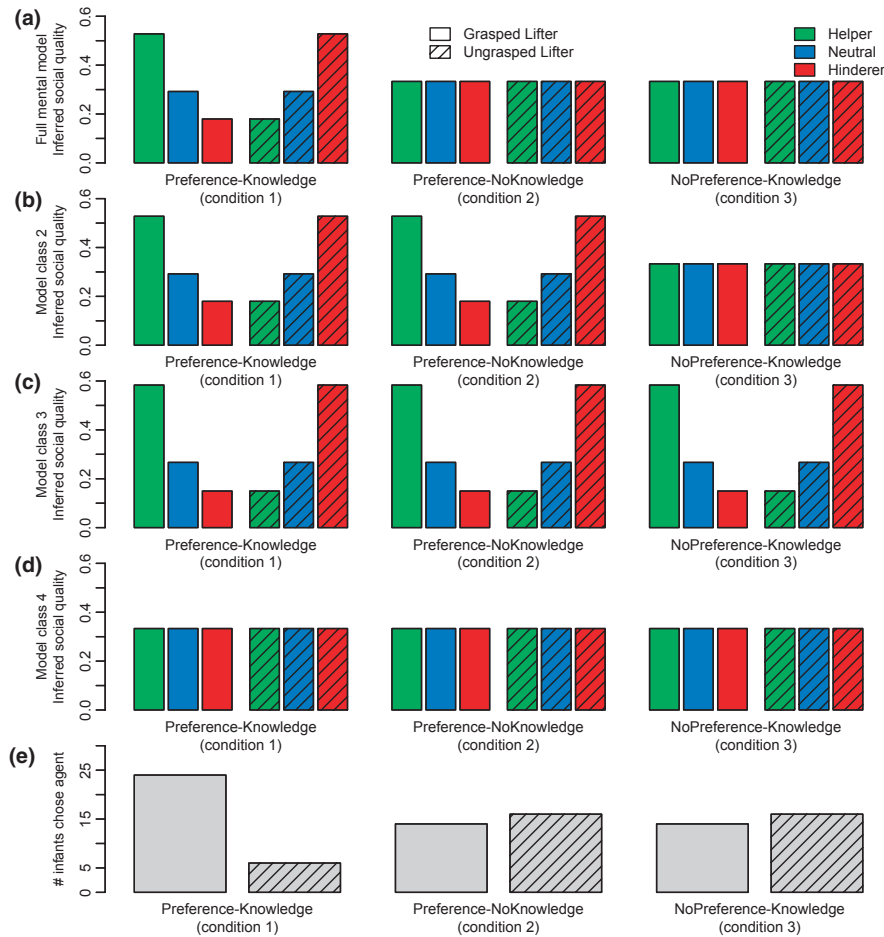 (a)
Full mental model
Inferred social quality
0.0 0.2 0.4 0.6
Grasped Lifter
Ungrasped Lifter
Helper
Neutral
Hinderer
Preference-Knowledge
(condition 1)
Preference-NoKnowledge
(condition 2)
NoPreference-Knowledge
(condition 3)
(b)
Model class 2
Inferred social quality
0.0 0.2 0.4 0.6
Preference-Knowledge
(condition 1)
Preference-NoKnowledge
(condition 2)
NoPreference-Knowledge
(condition 3)
(c)
Model class 3
Inferred social quality
0.0 0.2 0.4 0.6
Preference-Knowledge
(condition 1)
Preference-NoKnowledge
(condition 2)
NoPreference-Knowledge
(condition 3)
(d)
Model class 4
Inferred social quality
0.0 0.2 0.4 0.6
Preference-Knowledge
(condition 1)
Preference-NoKnowledge
(condition 2)
NoPreference-Knowledge
(condition 3)
(e)
# infants chose agent
0 5 15 25
Preference-Knowledge
(condition 1)
Preference-NoKnowledge
(condition 2)
NoPreference-Knowledge
(condition 3)